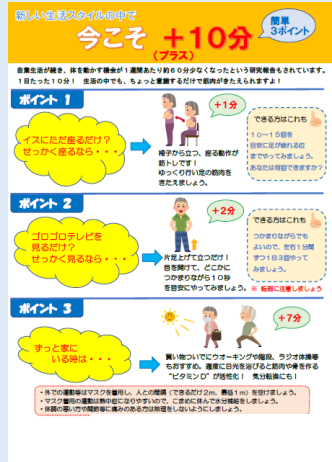 新しい生活スタイルの中で
今こそ ＋10分
(プラス)
簡単
3ポイント
自粛生活が続き、体を動かす機会が１週間あたり約６０分少なくなったという研究報告もされています。
１日たった１０分！ 生活の中でも、ちょっと意識するだけで筋肉がきたえられますよ！
ポイント 1
イスにただ座るだけ？
せっかく座るなら・・・
+1分
椅子から立つ、座る動作が
筋トレです！
ゆっくり行い足の筋肉を
きたえましょう。
できる方はこれも
１０～１５回を
目安に足が疲れる位
までやってみましょう。
あなたは何回できますか？
ポイント 2
ゴロゴロテレビを
見るだけ？
せっかく見るなら・・・
+2分
片足上げて立つだけ！
目を開けて、どこかに
つかまりながら１０秒
を目安にやってみましょう。
できる方はこれも
つかまりながらでも
よいので、左右１分間
ずつ１日３回やって
みましょう。
※ 転倒に注意しましょう
ポイント 3
ずっと家に
いる時は・・・
+7分
買い物ついでにウオーキングや階段、ラジオ体操等
もおすすめ。適度に日光を浴びると筋肉や骨を作る
“ビタミンD”が活性化！ 気分転換にも！
・外での運動等はマスクを着用し、人との間隔（できるだけ２ｍ、最低１ｍ）を空けましょう。
・マスク着用の運動は熱中症になりやすいので、こまめに休んで水分補給をしましょう。
・体調の悪い方や関節等に痛みのある方は無理をしないようにしましょう。